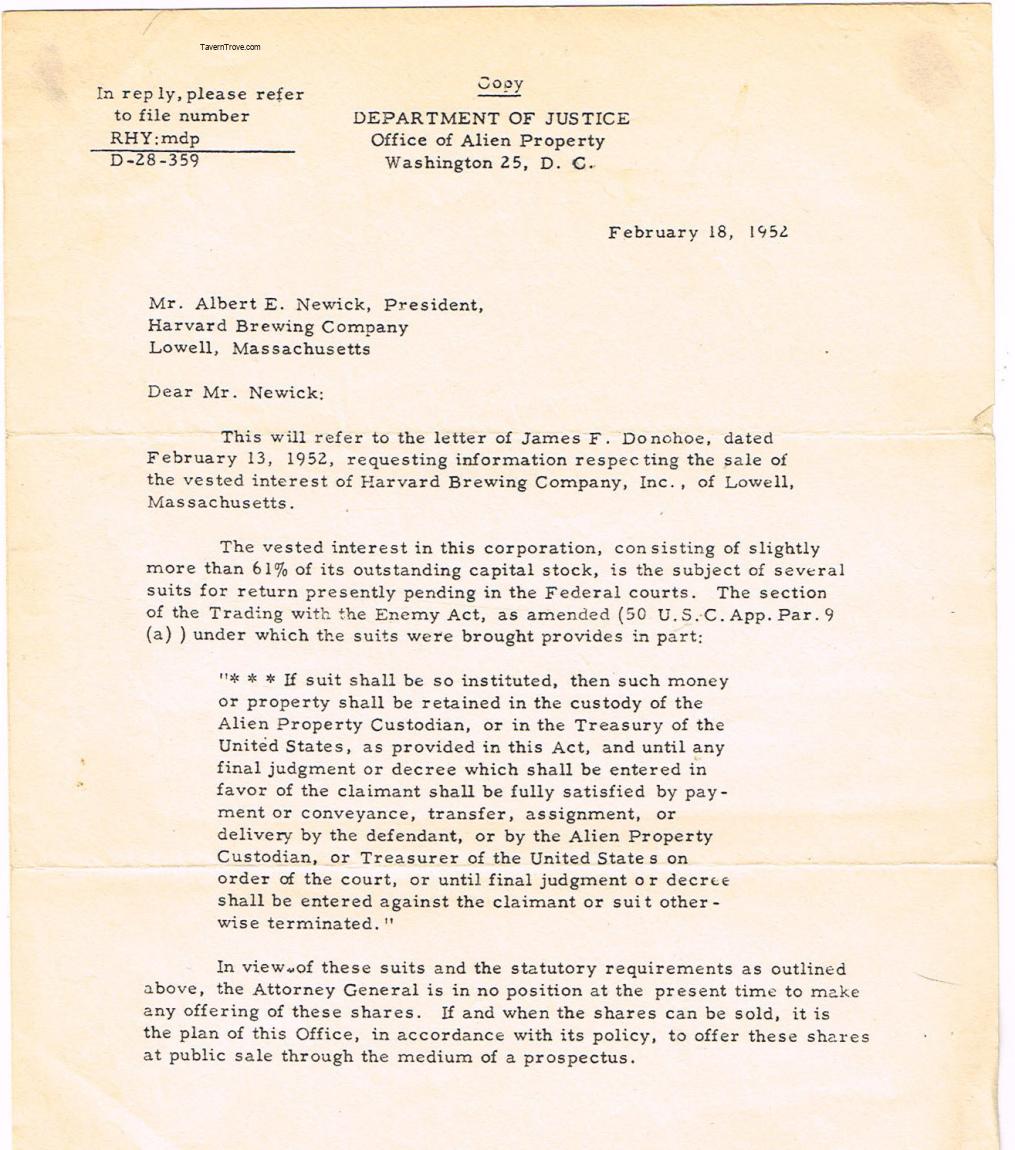 TavernTrove.com
Copy
In reply, please refer
to file number
RHY:mdp
D-28-359
DEPARTMENT OF JUSTICE
Office of Alien Property
Washington 25, D. C.
February 18, 1952
Mr. Albert E. Newick, President,
Harvard Brewing Company
Lowell, Massachusetts
Dear Mr. Newick:
This will refer to the letter of James F. Donohoe, dated
February 13, 1952, requesting information respecting the sale of
the vested interest of Harvard Brewing Company, Inc., of Lowell,
Massachusetts.
The vested interest in this corporation, consisting of slightly
more than 61% of its outstanding capital stock, is the subject of several
suits for return presently pending in the Federal courts. The section
of the Trading with the Enemy Act, as amended (50 U.S.C. App. Par. 9
(a) ) under which the suits were brought provides in part:
"* * * If suit shall be so instituted, then such money
or property shall be retained in the custody of the
Alien Property Custodian, or in the Treasury of the
United States, as provided in this Act, and until any
final judgment or decree which shall be entered in
favor of the claimant shall be fully satisfied by pay-
ment or conveyance, transfer, assignment, or
delivery by the defendant, or by the Alien Property
Custodian, or Treasurer of the United States on
order of the court, or until final judgment or decree
shall be entered against the claimant or suit other-
wise terminated."
In view of these suits and the statutory requirements as outlined
above, the Attorney General is in no position at the present time to make
any offering of these shares. If and when the shares can be sold, it is
the plan of this Office, in accordance with its policy, to offer these shares
at public sale through the medium of a prospectus.